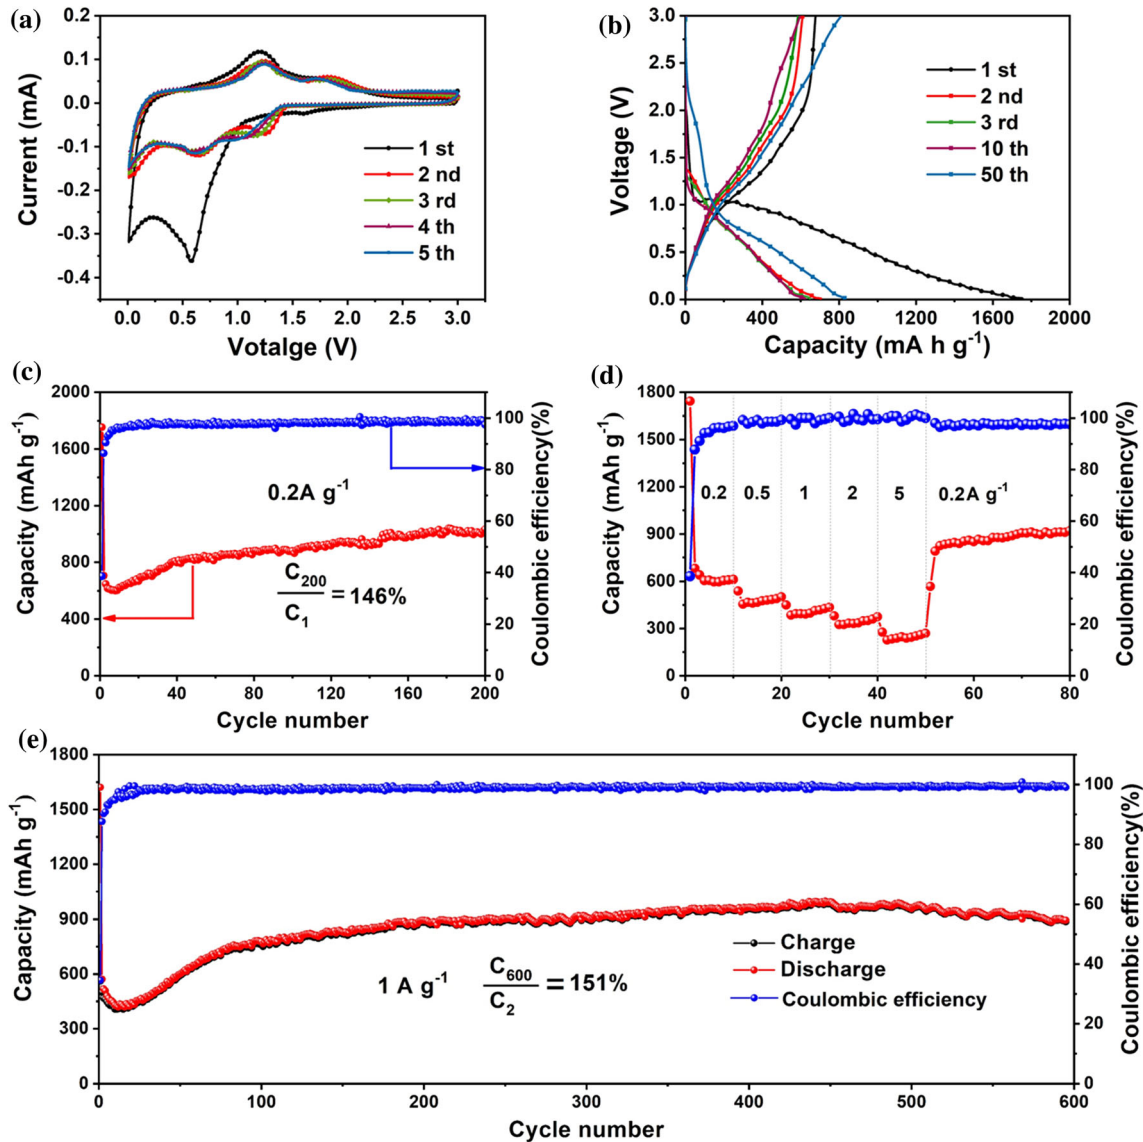 (a)
0.2
0.1
0.0
-0.1
-0.2
-0.3
-0.4
Current (mA)
1 st
2 nd
3 rd
4 th
5 th
0.0 0.5 1.0 1.5 2.0 2.5 3.0
Votalge (V)
(b)
3.0
2.5
2.0
1.5
1.0
0.5
0.0
Voltage (V)
1 st
2 nd
3 rd
10 th
50 th
0 400 800 1200 1600 2000
Capacity (mA h g⁻¹)
(c)
2000
1800
1600
1400
1200
1000
800
600
400
200
0
Capacity (mAh g⁻¹)
0.2A g⁻¹
C₂₀₀
C₁
=146%
100
80
60
40
20
0
Coulombic efficiency(%)
0 40 80 120 160 200
Cycle number
(d)
1800
1500
1200
900
600
300
0
Capacity (mAh g⁻¹)
0.2 0.5 1 2 5 0.2A g⁻¹
100
80
60
40
20
0
Coulombic efficiency(%)
0 20 40 60 80
Cycle number
(e)
1800
1500
1200
900
600
300
0
Capacity (mAh g⁻¹)
1 A g⁻¹
C₆₀₀
C₂
=151%
Charge
Discharge
Coulombic efficiency
100
80
60
40
20
0
Coulombic efficiency(%)
0 100 200 300 400 500 600
Cycle number